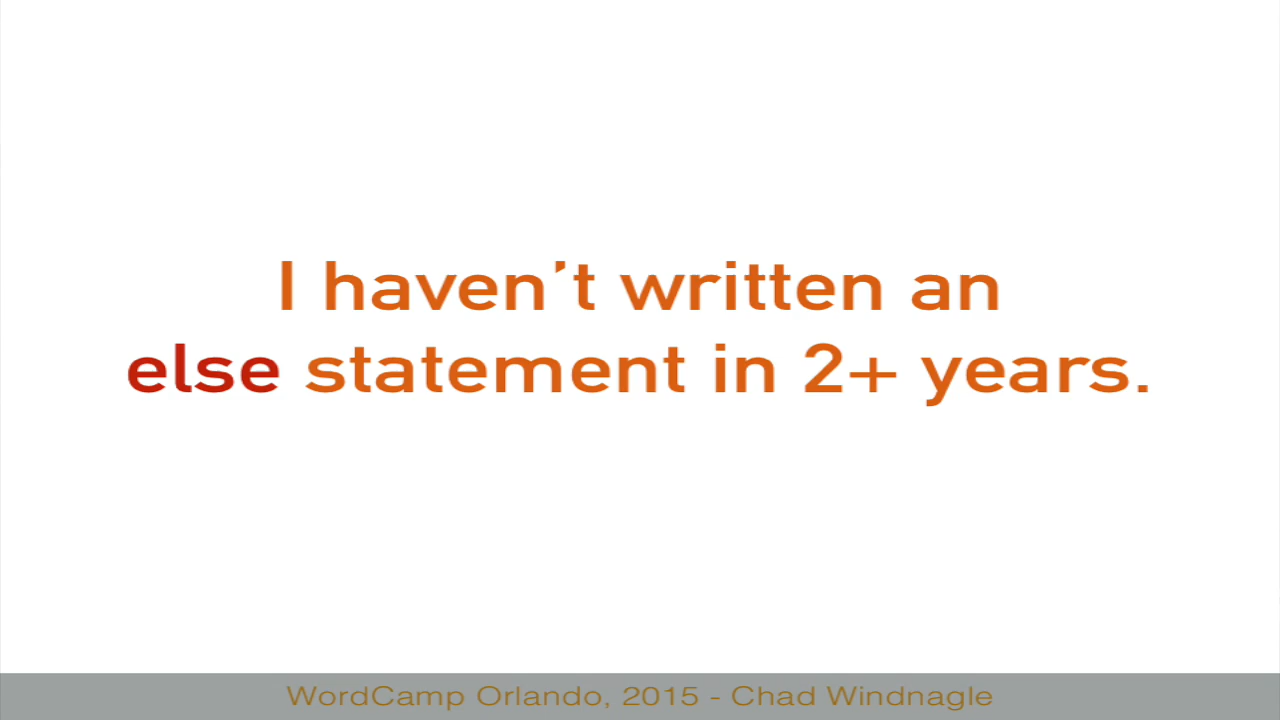 I haven’t written an
else statement in 2+ years.
WordCamp Orlando, 2015 - Chad Windnagle